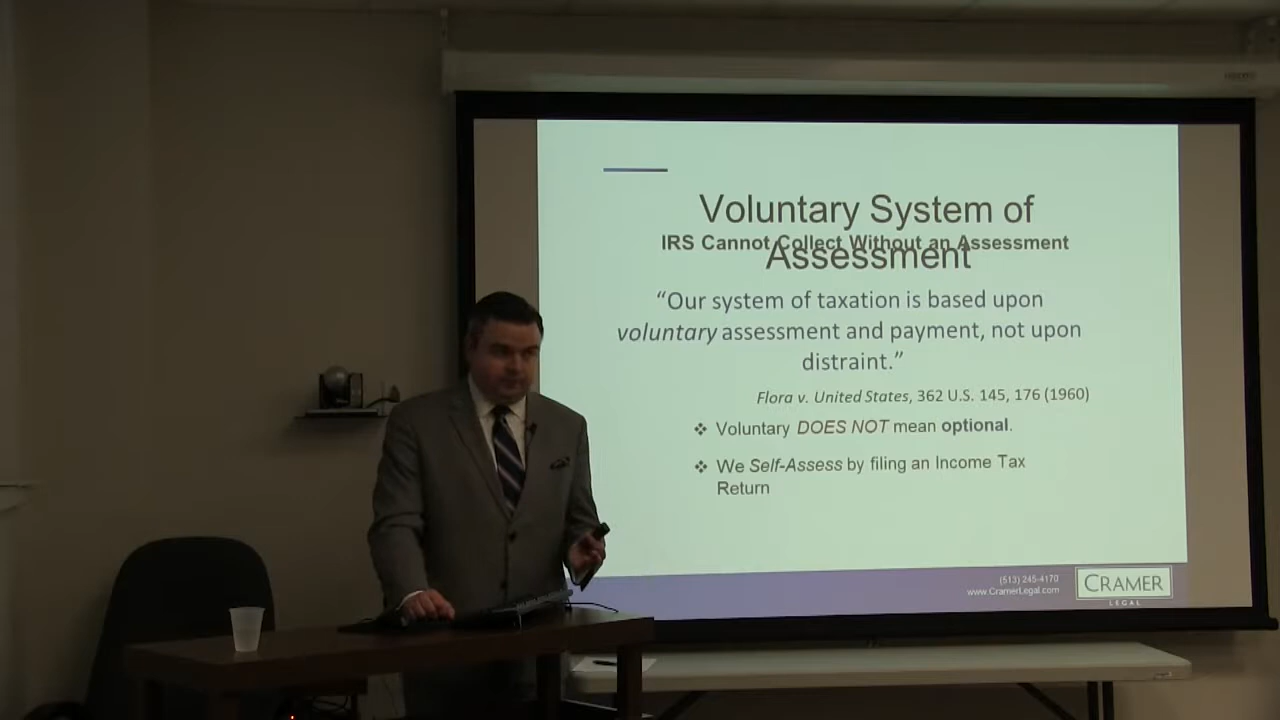 Voluntary System of
IRS Cannot Collect Without an Assessment
Assessment
“Our system of taxation is based upon
voluntary assessment and payment, not upon
distraint.”
Flora v. United States, 362 U.S. 145, 176 (1960)
❖ Voluntary DOES NOT mean optional.
❖ We Self-Assess by filing an Income Tax
Return
(513) 245-4170
www.CramerLegal.com
CRAMER
LEGAL